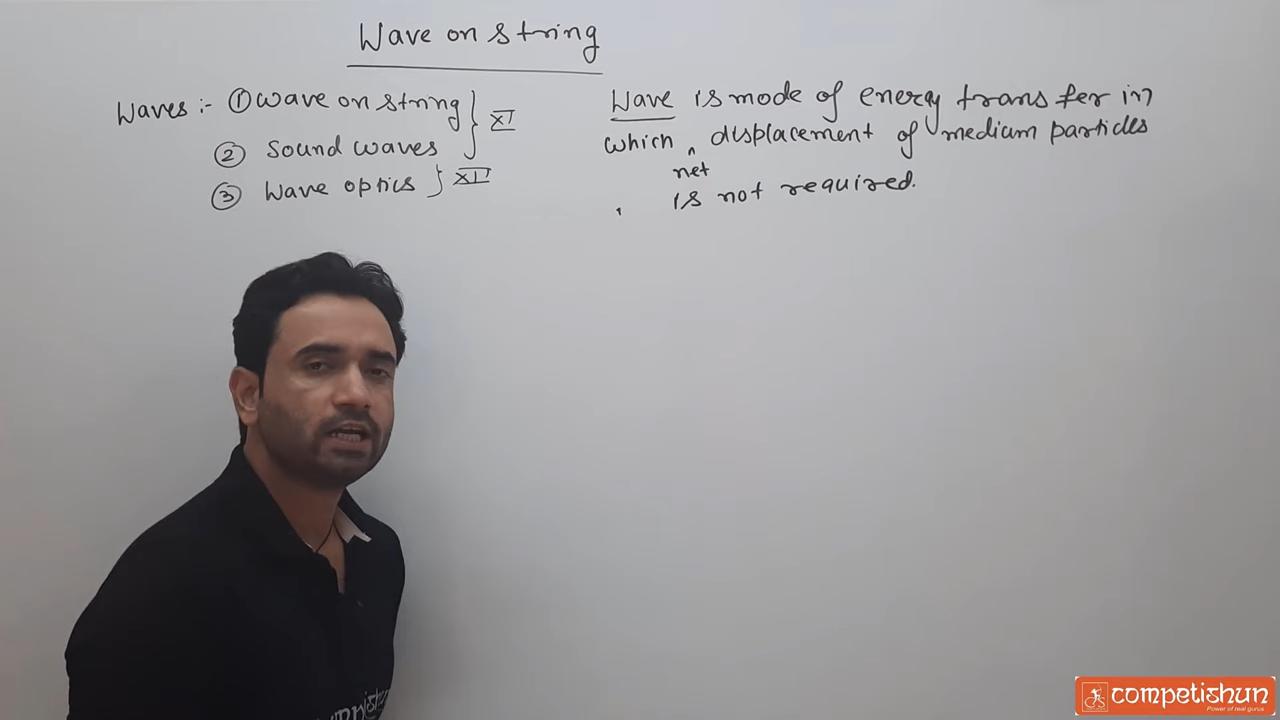 Wave on string
Waves :- ① Wave on string } XI
② Sound waves
③ Wave optics } XII
Wave is mode of energy transfer in
which net displacement of medium particles
is not required.
competishun
Power of real gurus